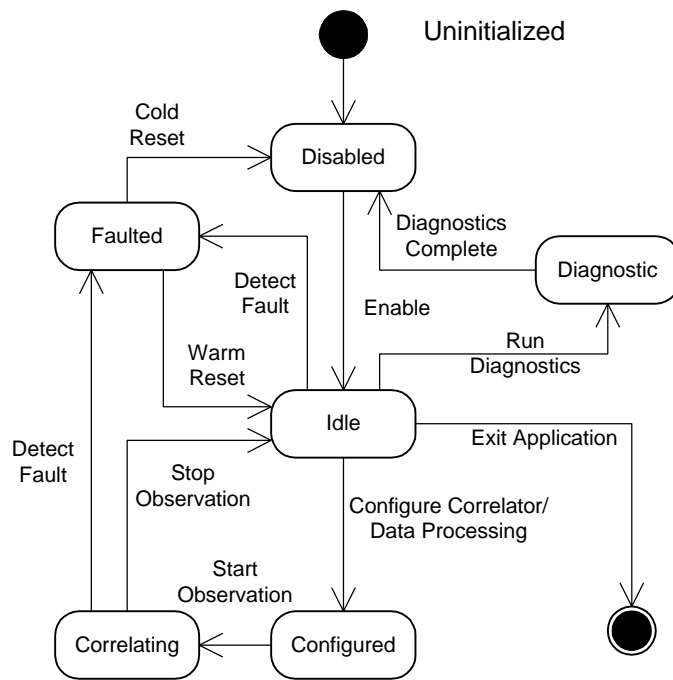 Uninitialized
Cold
Reset
Disabled
Faulted
Diagnostics
Complete
Diagnostic
Detect
Fault
Enable
Run
Diagnostics
Warm
Reset
Idle
Exit Application
Detect
Fault
Stop
Observation
Configure Correlator/
Data Processing
Start
Observation
Correlating
Configured